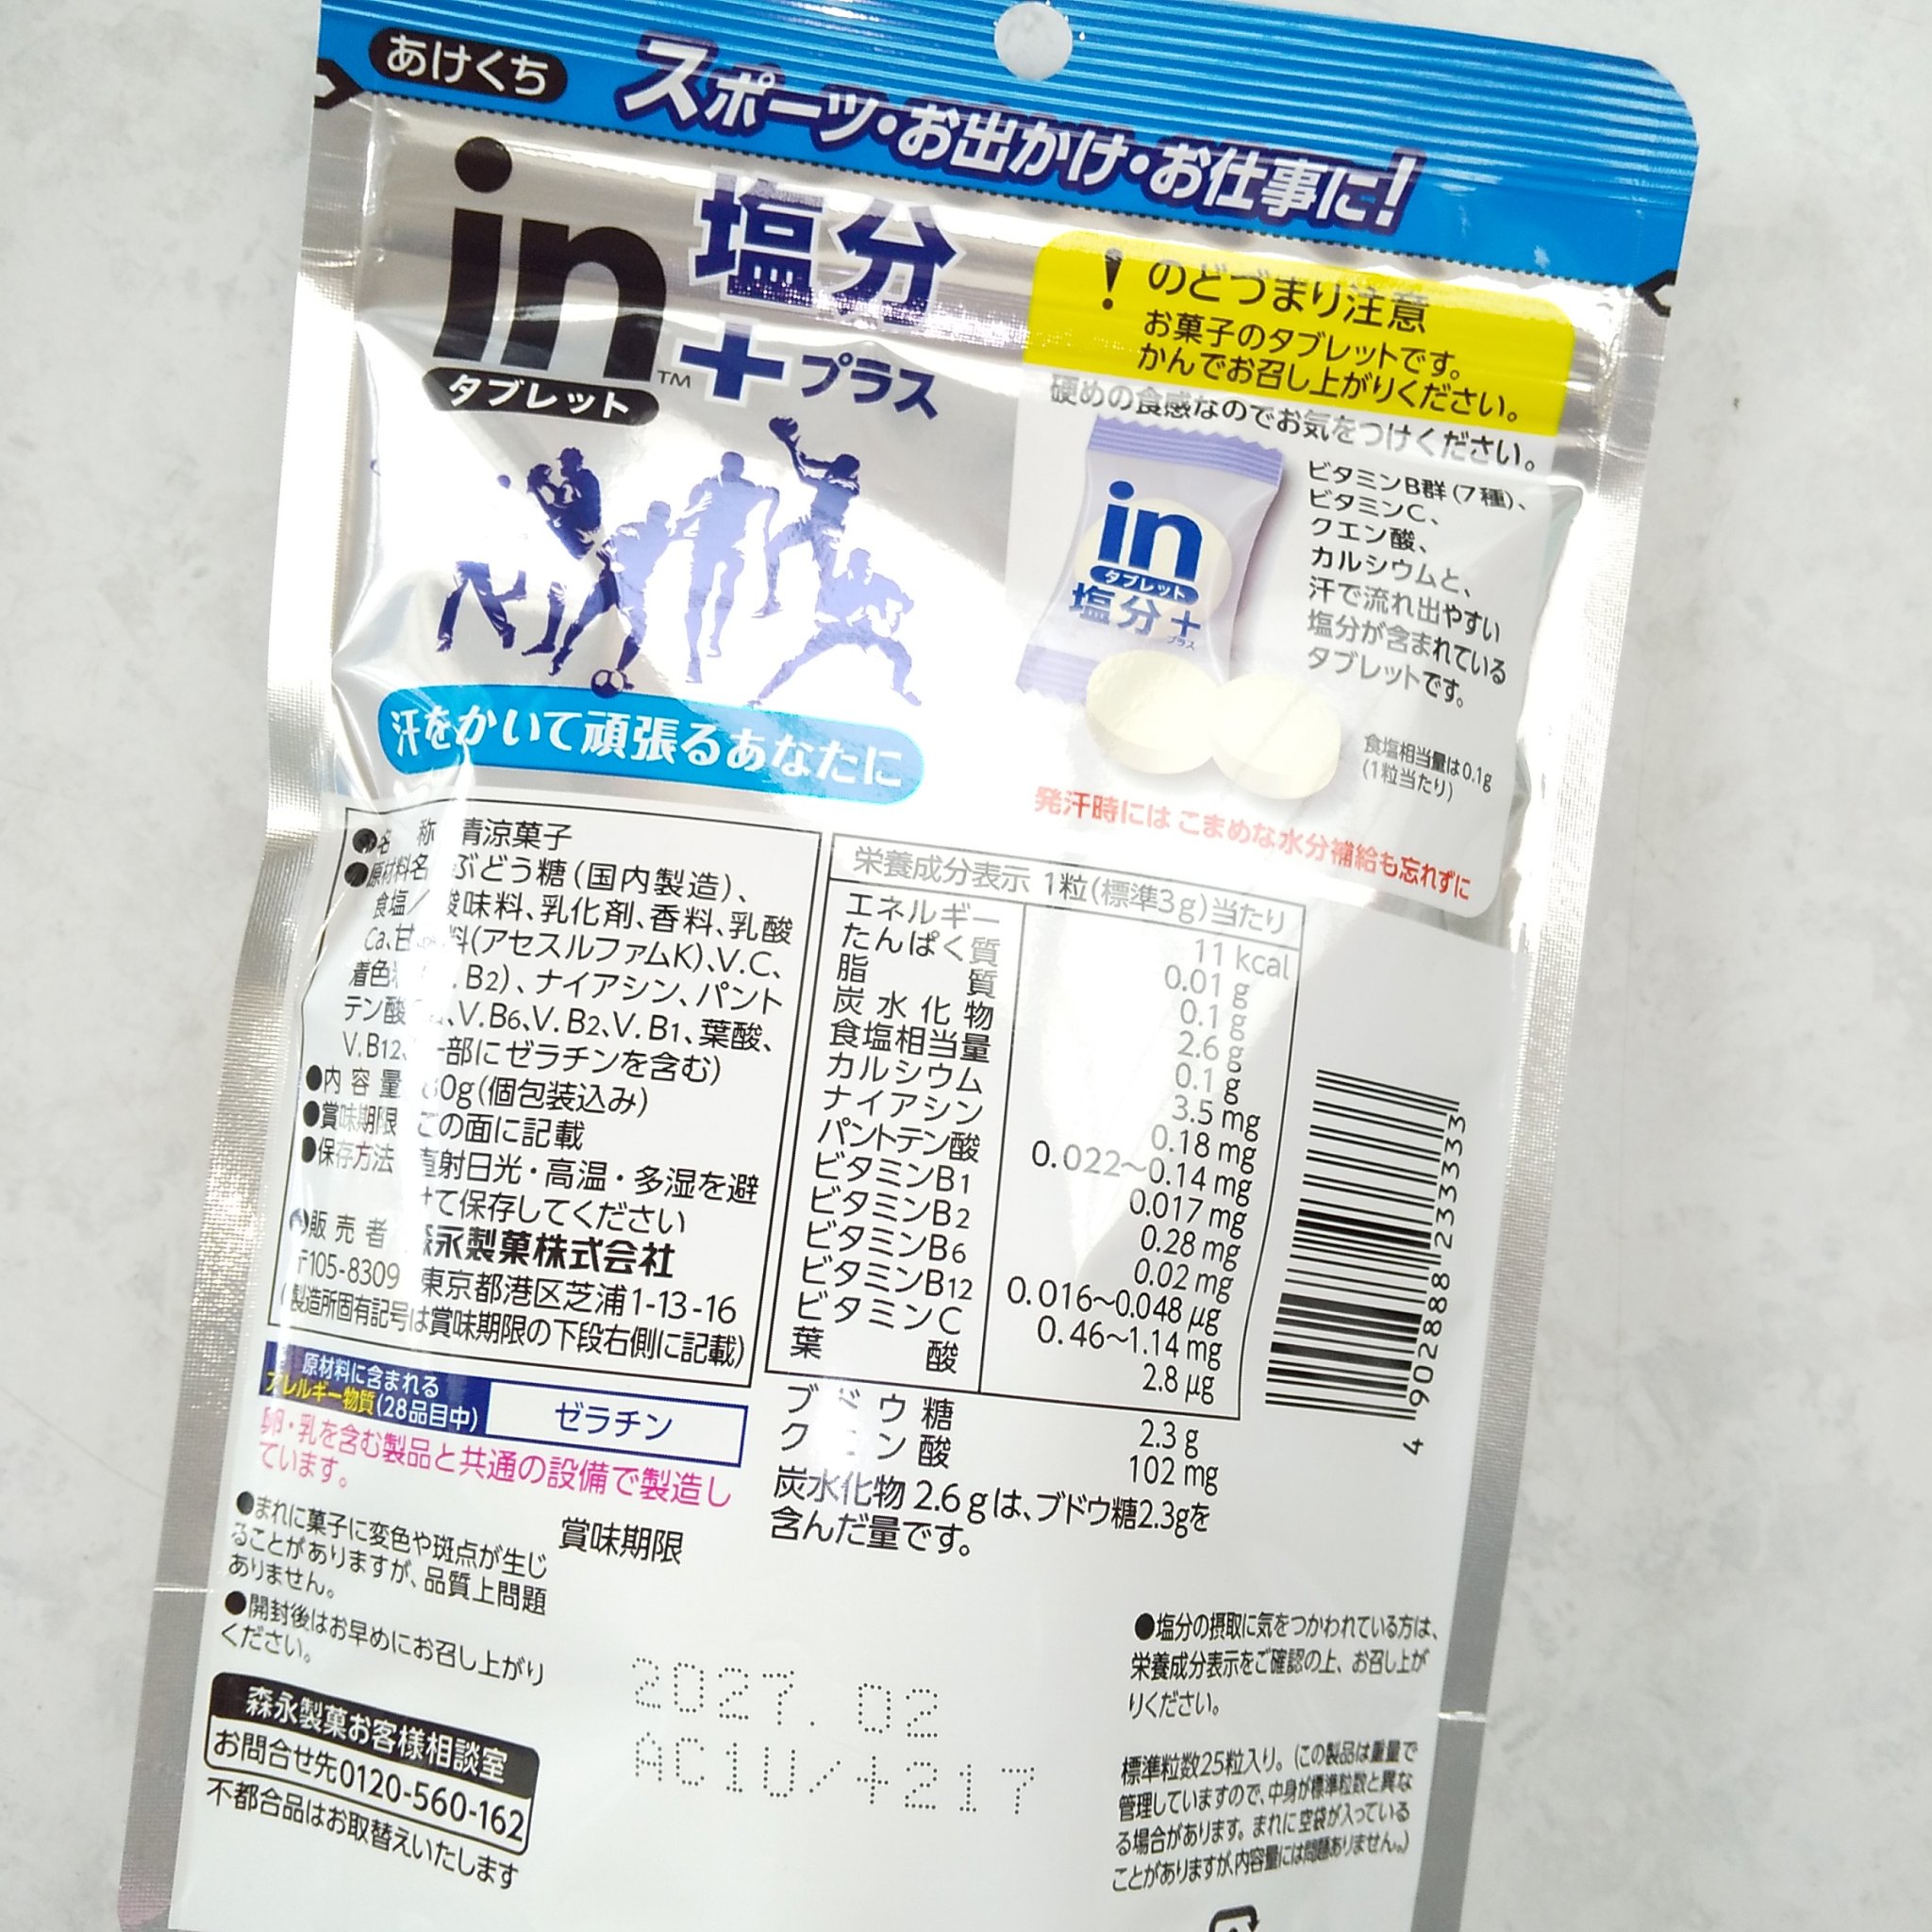 あけくち
スポーツ・お出かけ・お仕事に!
in
TM
タブレット
塩分
+プラス
! のどづまり注意
お菓子のタブレットです。
かんでお召し上がりください。
硬めの食感なのでお気をつけください。
in
タブレット
塩分+
プラス
ビタミンB群(7種)、
ビタミンC、
クエン酸、
カルシウムと、
汗で流れ出やすい
塩分が含まれている
タブレットです。
食塩相当量は0.1g
(1粒当たり)
発汗時には こまめな水分補給も忘れずに
汗をかいて頑張るあなたに
●名 称 清涼菓子
●原材料名 ぶどう糖(国内製造)、
食塩/酸味料、乳化剤、香料、乳酸
Ca、甘 料(アセスルファムK)、V.C、
着色 B2)、ナイアシン、パント
テン酸 、V.B6、V.B2、V.B1、葉酸、
V.B12、 一部にゼラチンを含む)
●内容量 80g(個包装込み)
●賞味期限 この面に記載
●保存方法 直射日光・高温・多湿を避
けて保存してください
●販売者 森永製菓株式会社
〒105-8309 東京都港区芝浦1-13-16
(製造所固有記号は賞味期限の下段右側に記載)
原材料に含まれる
アレルギー物質(28品目中)
ゼラチン
卵・乳を含む製品と共通の設備で製造し
ています。
栄養成分表示 1粒(標準3g)当たり
エネルギー 11 kcal
たんぱく質 0.01 g
脂質 0.1 g
炭水化物 2.6 g
食塩相当量 0.1 g
カルシウム 3.5 mg
ナイアシン 0.18 mg
パントテン酸 0.022〜0.14 mg
ビタミンB1 0.017 mg
ビタミンB2 0.28 mg
ビタミンB6 0.02 mg
ビタミンB12 0.016〜0.048 μg
ビタミンC 0.46〜1.14 mg
葉酸 2.8 μg
ブドウ糖 2.3 g
クエン酸 102 mg
炭水化物 2.6gは、ブドウ糖2.3gを
含んだ量です。
4 902888 233333
●まれに菓子に変色や斑点が生じ
ることがありますが、品質上問題
ありません。
●開封後はお早めにお召し上がり
ください。
賞味期限
2027.02
AC1U/+217
森永製菓お客様相談室
お問合せ先0120-560-162
不都合品はお取替えいたします
●塩分の摂取に気をつかわれている方は、
栄養成分表示をご確認の上、お召し上が
りください。
標準粒数25粒入り。(この製品は重量で
管理していますので、中身が標準粒数と異な
る場合があります。まれに空袋が入っている
ことがありますが、内容量には問題ありません。)